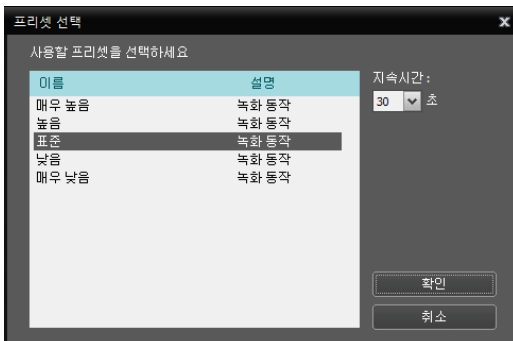 프리셋 선택 x
사용할 프리셋을 선택하세요
이름 설명 지속시간 :
매우 높음 녹화 동작 30 초
높음 녹화 동작
표준 녹화 동작
낮음 녹화 동작
매우 낮음 녹화 동작
확인
취소